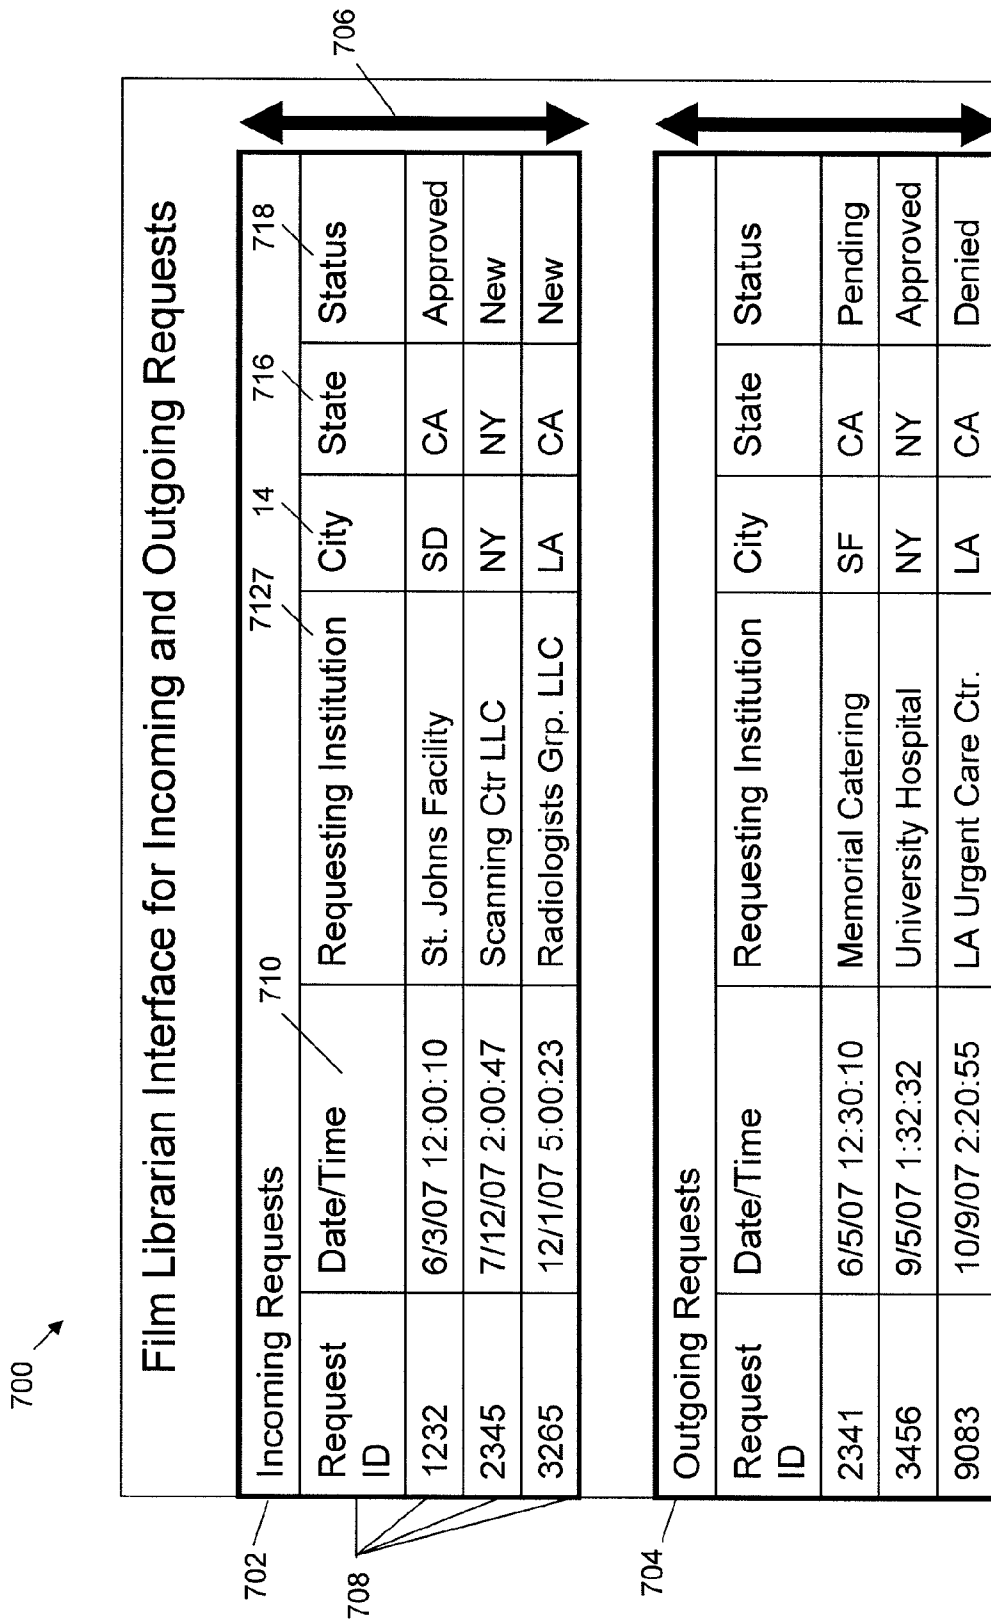 700
Film Librarian Interface for Incoming and Outgoing Requests
702
Incoming Requests
710
7127
14
716
718
706
Request ID Date/Time Requesting Institution City State Status
708
1232 6/3/07 12:00:10 St. Johns Facility SD CA Approved
2345 7/12/07 2:00:47 Scanning Ctr LLC NY NY New
3265 12/1/07 5:00:23 Radiologists Grp. LLC LA CA New
704
Outgoing Requests
Request ID Date/Time Requesting Institution City State Status
2341 6/5/07 12:30:10 Memorial Catering SF CA Pending
3456 9/5/07 1:32:32 University Hospital NY NY Approved
9083 10/9/07 2:20:55 LA Urgent Care Ctr. LA CA Denied